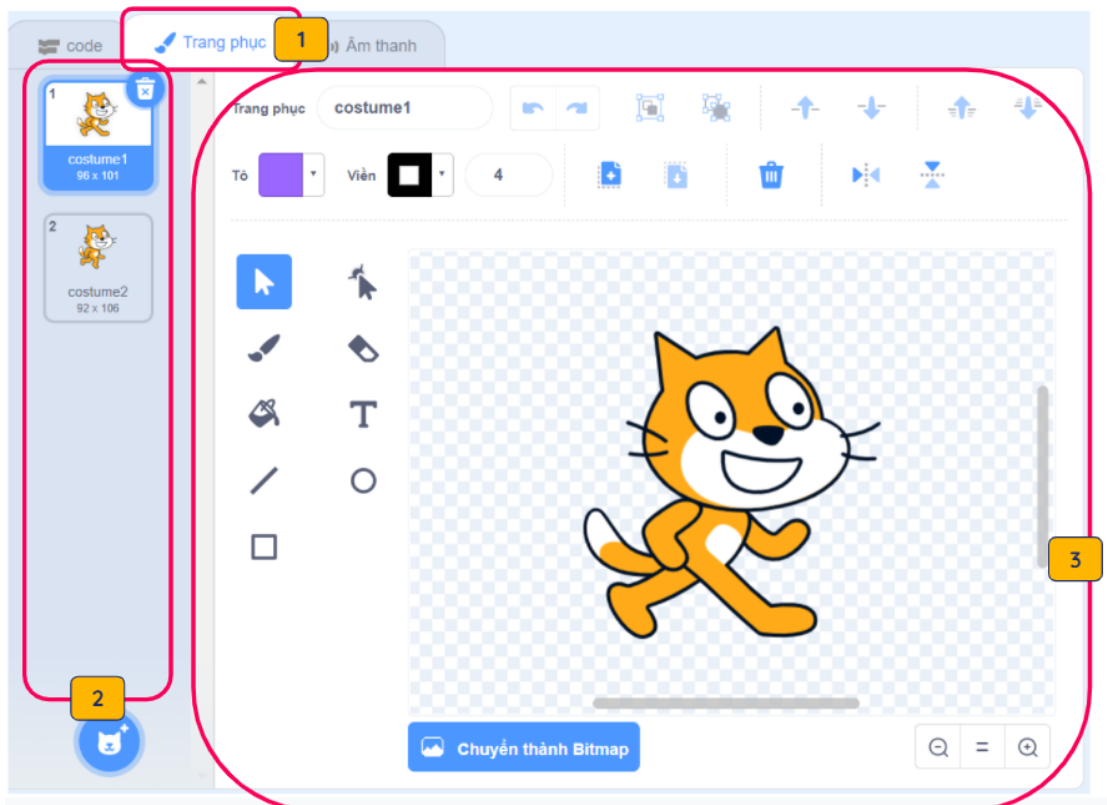 code
Trang phục
1
Âm thanh
1
costume1
96 x 101
2
costume2
92 x 106
2
Trang phục
costume1
Tô
Viền
4
T
3
Chuyển thành Bitmap
=